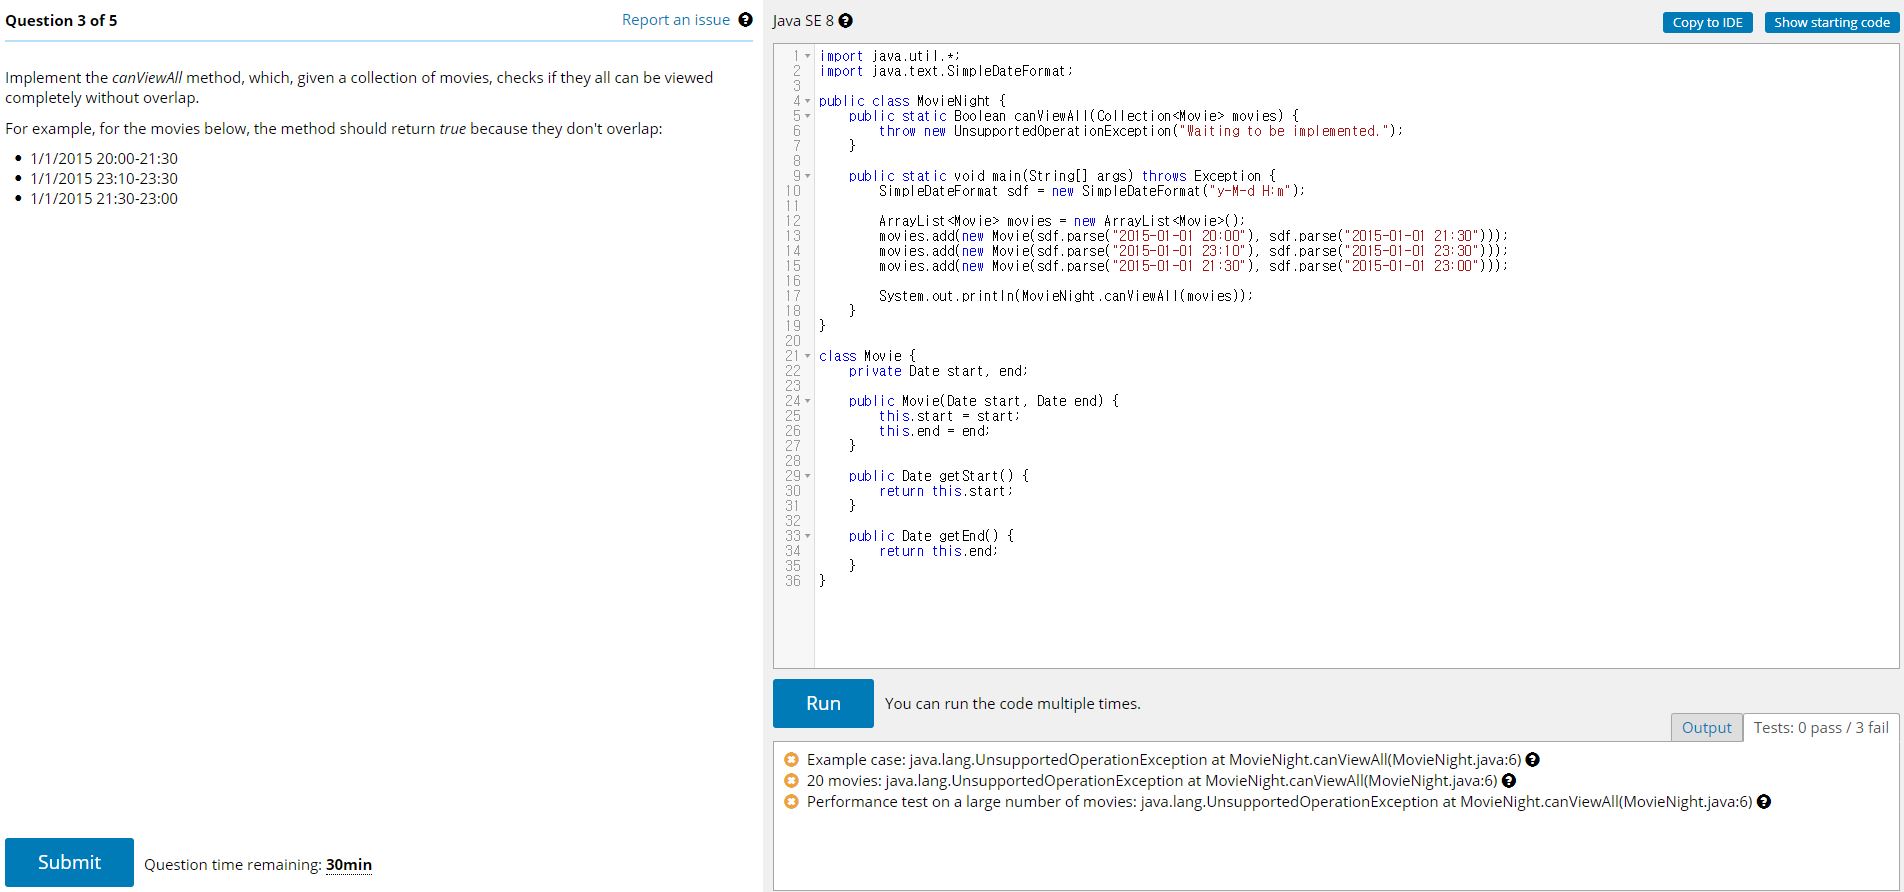 Question 3 of 5
Report an issue
Implement the canViewAll method, which, given a collection of movies, checks if they all can be viewed
completely without overlap.
For example, for the movies below, the method should return true because they don't overlap:
• 1/1/2015 20:00-21:30
• 1/1/2015 23:10-23:30
• 1/1/2015 21:30-23:00
Submit
Question time remaining: 30min
Java SE 8
Copy to IDE
Show starting code
1 import java.util.*;
2 import java.text.SimpleDateFormat;
3
4 public class MovieNight {
5     public static Boolean canViewAll(Collection<Movie> movies) {
6         throw new UnsupportedOperationException("Waiting to be implemented.");
7     }
8
9     public static void main(String[] args) throws Exception {
10         SimpleDateFormat sdf = new SimpleDateFormat("y-M-d H:m");
11
12         ArrayList<Movie> movies = new ArrayList<Movie>();
13         movies.add(new Movie(sdf.parse("2015-01-01 20:00"), sdf.parse("2015-01-01 21:30")));
14         movies.add(new Movie(sdf.parse("2015-01-01 23:10"), sdf.parse("2015-01-01 23:30")));
15         movies.add(new Movie(sdf.parse("2015-01-01 21:30"), sdf.parse("2015-01-01 23:00")));
16
17         System.out.println(MovieNight.canViewAll(movies));
18     }
19 }
20
21 class Movie {
22     private Date start, end;
23
24     public Movie(Date start, Date end) {
25         this.start = start;
26         this.end = end;
27     }
28
29     public Date getStart() {
30         return this.start;
31     }
32
33     public Date getEnd() {
34         return this.end;
35     }
36 }
Run
You can run the code multiple times.
Output
Tests: 0 pass / 3 fail
Example case: java.lang.UnsupportedOperationException at MovieNight.canViewAll(MovieNight.java:6)
20 movies: java.lang.UnsupportedOperationException at MovieNight.canViewAll(MovieNight.java:6)
Performance test on a large number of movies: java.lang.UnsupportedOperationException at MovieNight.canViewAll(MovieNight.java:6)